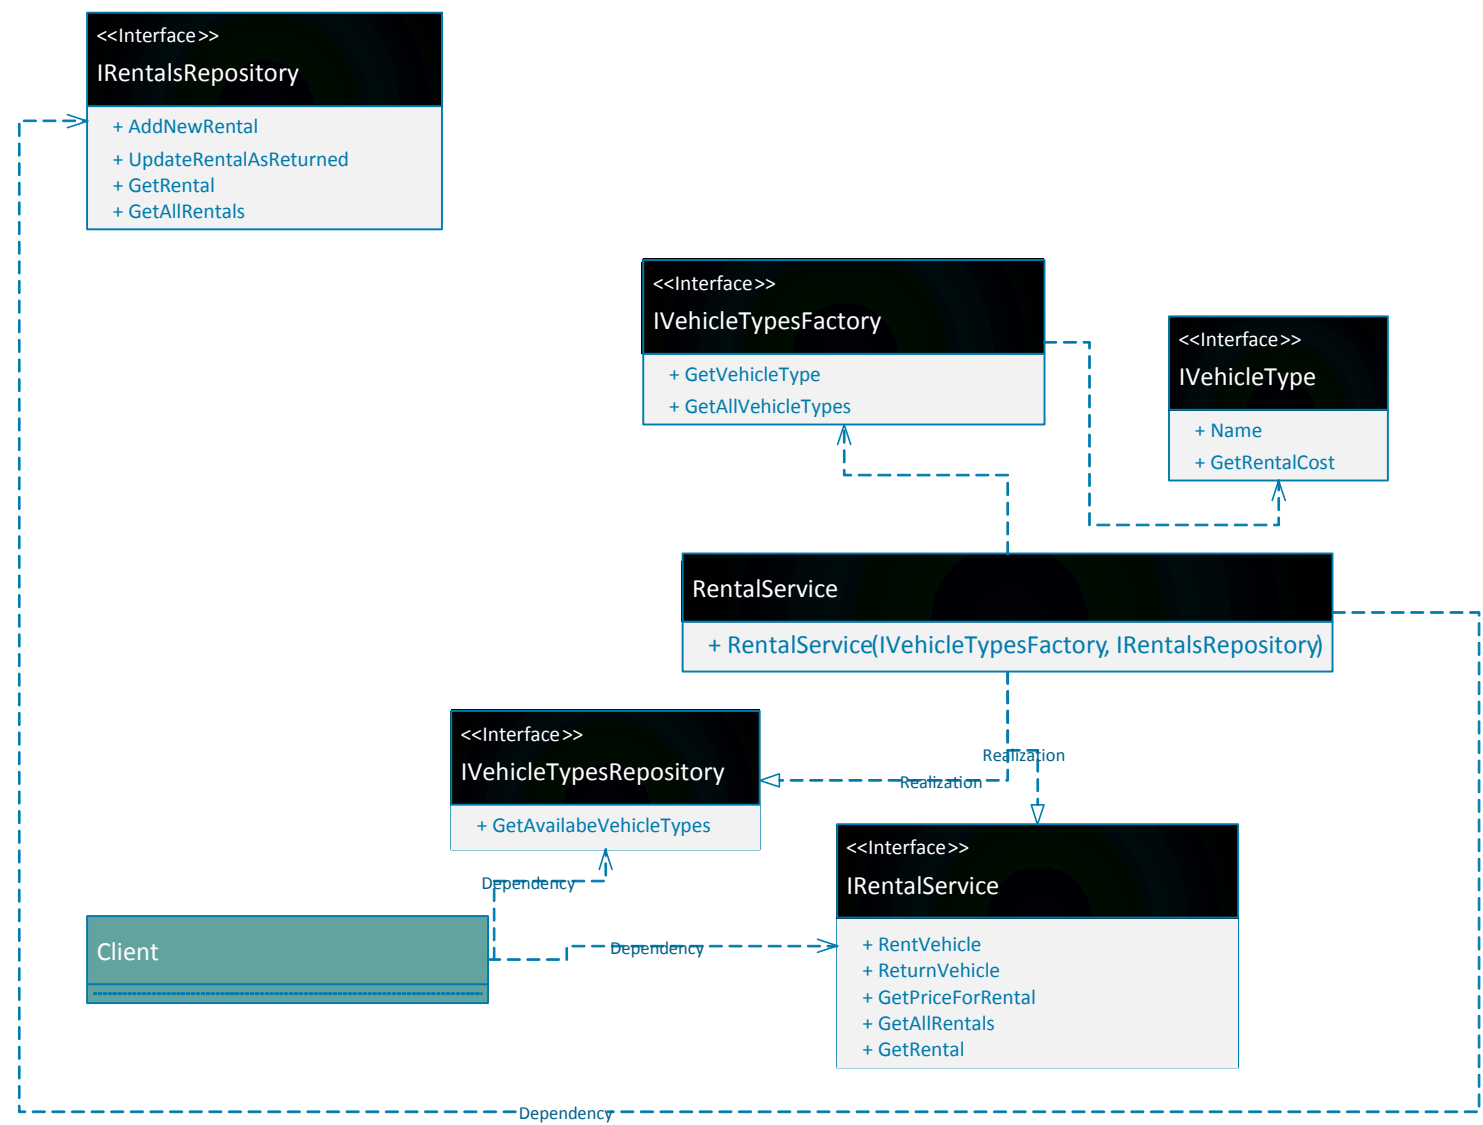 <<Interface>>
IRentalsRepository
+ AddNewRental
+ UpdateRentalAsReturned
+ GetRental
+ GetAllRentals
<<Interface>>
IVehicleTypesFactory
+ GetVehicleType
+ GetAllVehicleTypes
<<Interface>>
IVehicleType
+ Name
+ GetRentalCost
RentalService
+ RentalService(IVehicleTypesFactory, IRentalsRepository)
<<Interface>>
IVehicleTypesRepository
+ GetAvailabeVehicleTypes
Realization
Realization
<<Interface>>
IRentalService
+ RentVehicle
+ ReturnVehicle
+ GetPriceForRental
+ GetAllRentals
+ GetRental
Dependency
Client
Dependency
Dependency